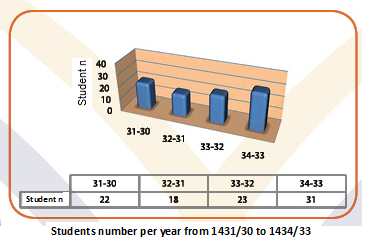 Student n
40
30
20
10
0
31-30
32-31
33-32
34-33
31-30 32-31 33-32 34-33
Student n 22 18 23 31
Students number per year from 1431/30 to 1434/33